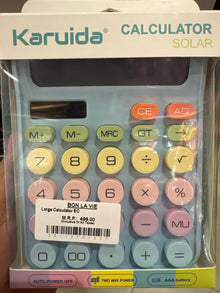 Karuida®
CALCULATOR
SOLAR
CE AC
M+ M- MRC GT →
7 8 9 ÷ √
4 5 6 × %
BON LA VIE
Large Calculator EC
M.R.P.: 499.00
- MU
0 00 · =
AUTO POWER OFF TWO WAY POWER AAA battery